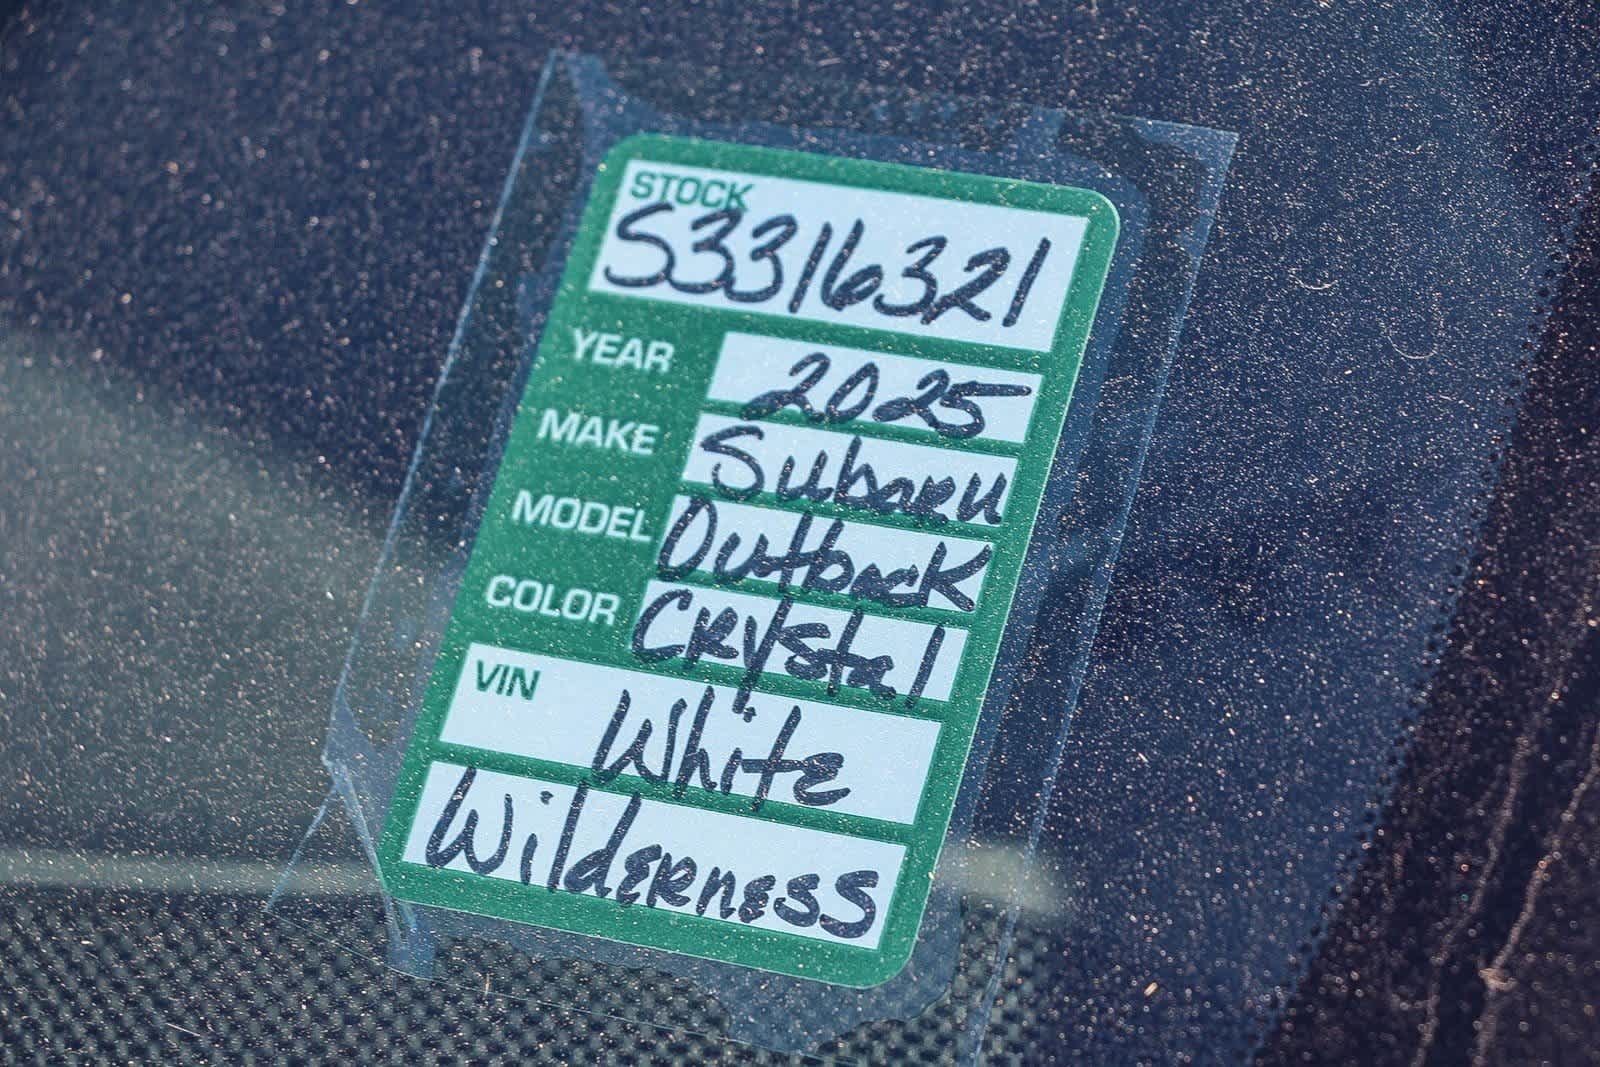 STOCK
S3316321
YEAR 2025
MAKE Subaru
MODEL Outback
COLOR Crystal
VIN White
Wilderness